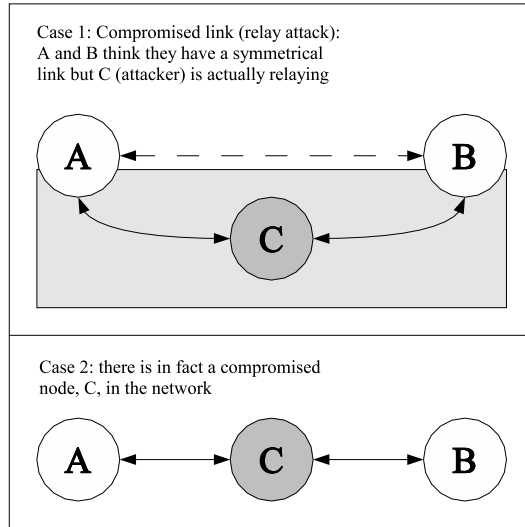 Case 1: Compromised link (relay attack):
A and B think they have a symmetrical
link but C (attacker) is actually relaying
A
B
C
Case 2: there is in fact a compromised
node, C, in the network
A
C
B